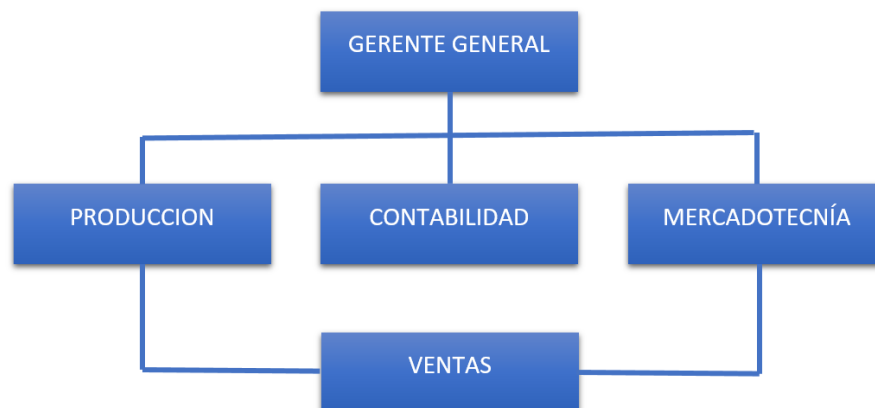 GERENTE GENERAL
PRODUCCION
CONTABILIDAD
MERCADOTECNÍA
VENTAS